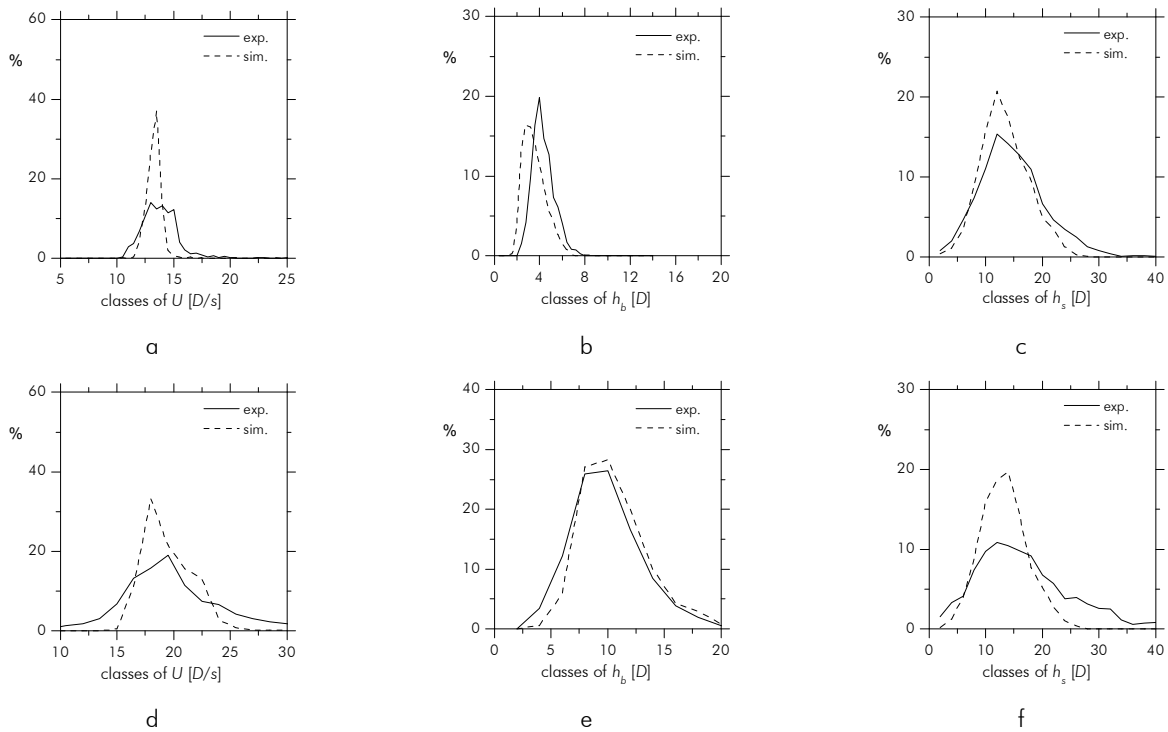 60
exp.
sim.
%
40
20
0
5 10 15 20 25
classes of U [D/s]
a
30
exp.
sim.
%
20
10
0
0 4 8 12 16 20
classes of h_b [D]
b
30
exp.
sim.
%
20
10
0
0 10 20 30 40
classes of h_s [D]
c
60
exp.
sim.
%
40
20
0
10 15 20 25 30
classes of U [D/s]
d
40
exp.
sim.
%
30
20
10
0
0 4 8 12 16 20
classes of h_b [D]
e
30
exp.
sim.
%
20
10
0
0 10 20 30 40
classes of h_s [D]
f